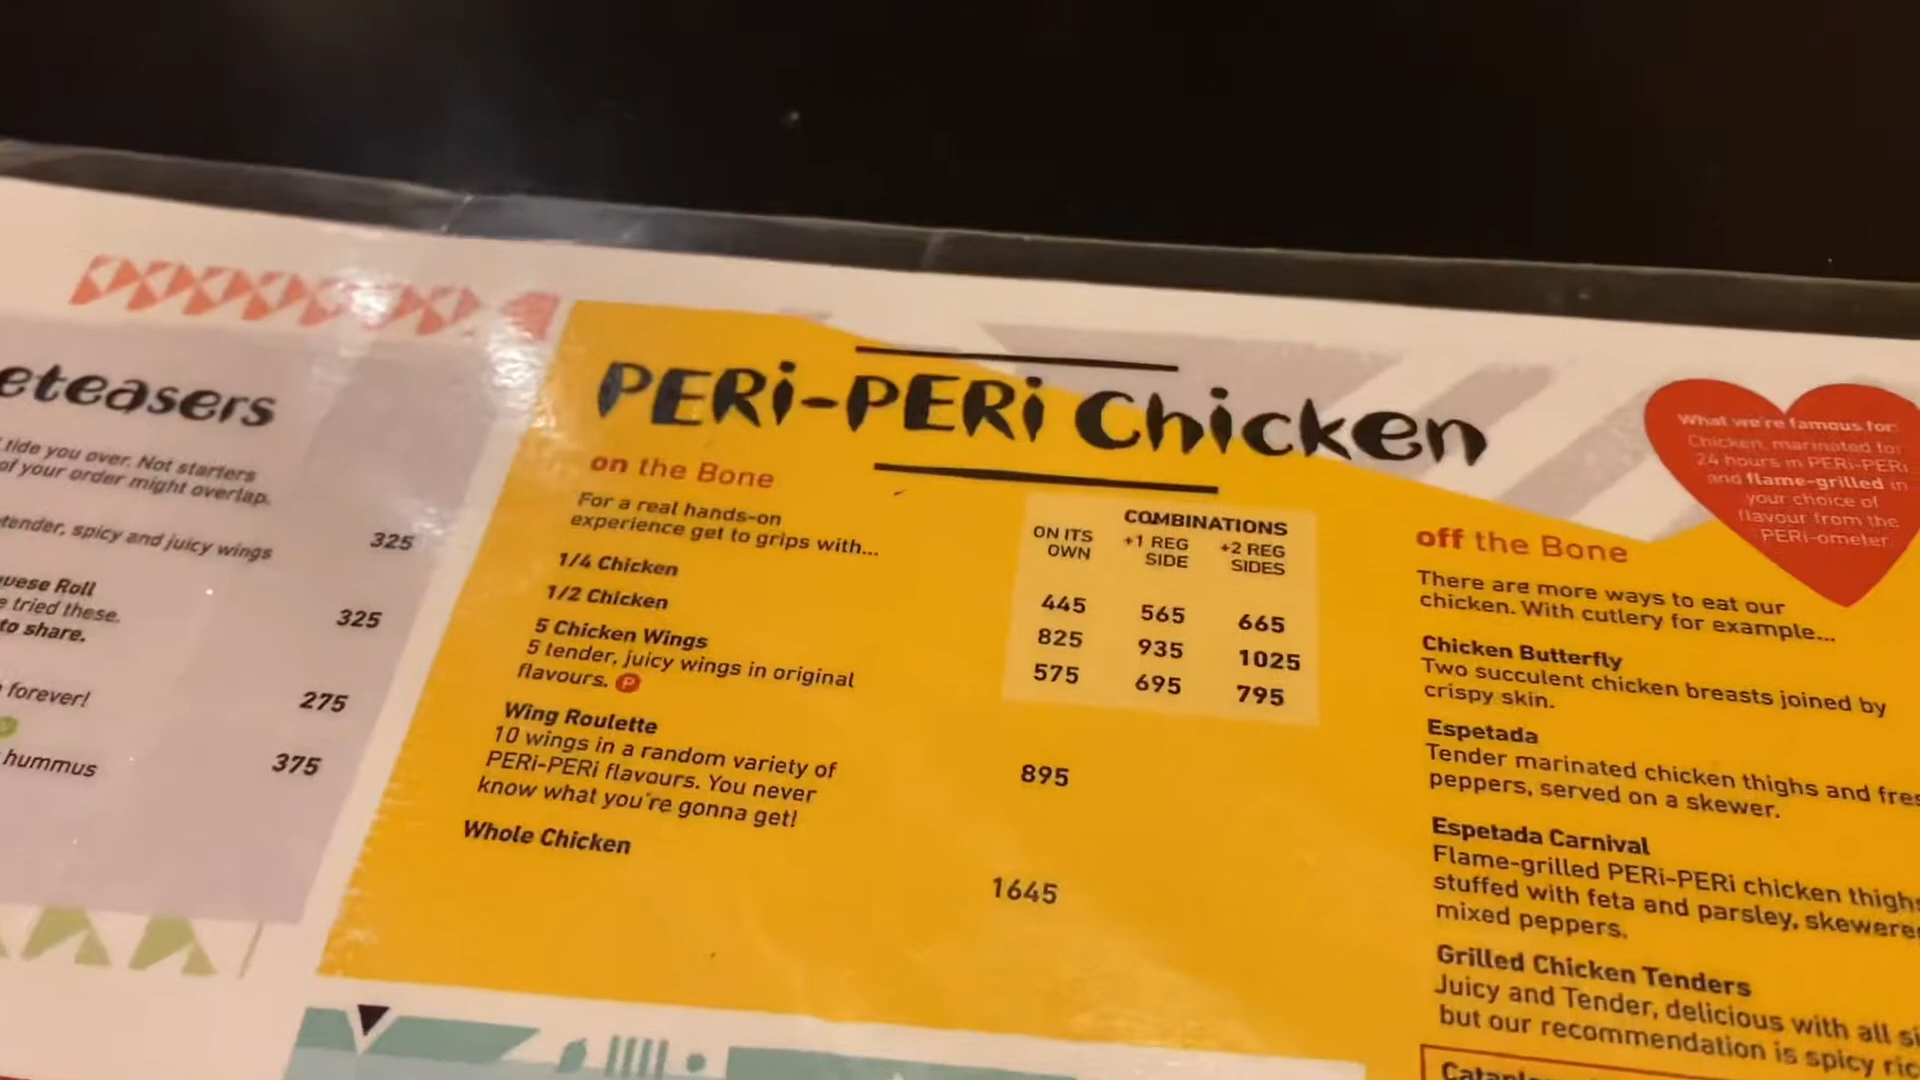 eteasers
tide you over. Not starters
of your order might overlap.
tender, spicy and juicy wings 325
uese Roll
e tried these.
to share. 325
forever! 275
hummus 375
PERi-PERi Chicken
on the Bone
For a real hands-on
experience get to grips with...
COMBINATIONS
ON ITS OWN +1 REG SIDE +2 REG SIDES
1/4 Chicken 445 565 665
1/2 Chicken 825 935 1025
5 Chicken Wings 575 695 795
5 tender, juicy wings in original
flavours. P
Wing Roulette
10 wings in a random variety of
PERi-PERi flavours. You never
know what you're gonna get! 895
Whole Chicken 1645
What we're famous for:
Chicken, marinated for
24 hours in PERi-PERi
and flame-grilled in
your choice of
flavour from the
PERi-ometer
off the Bone
There are more ways to eat our
chicken. With cutlery for example...
Chicken Butterfly
Two succulent chicken breasts joined by
crispy skin.
Espetada
Tender marinated chicken thighs and fres
peppers, served on a skewer.
Espetada Carnival
Flame-grilled PERi-PERi chicken thighs
stuffed with feta and parsley, skewere
mixed peppers.
Grilled Chicken Tenders
Juicy and Tender, delicious with all si
but our recommendation is spicy ric